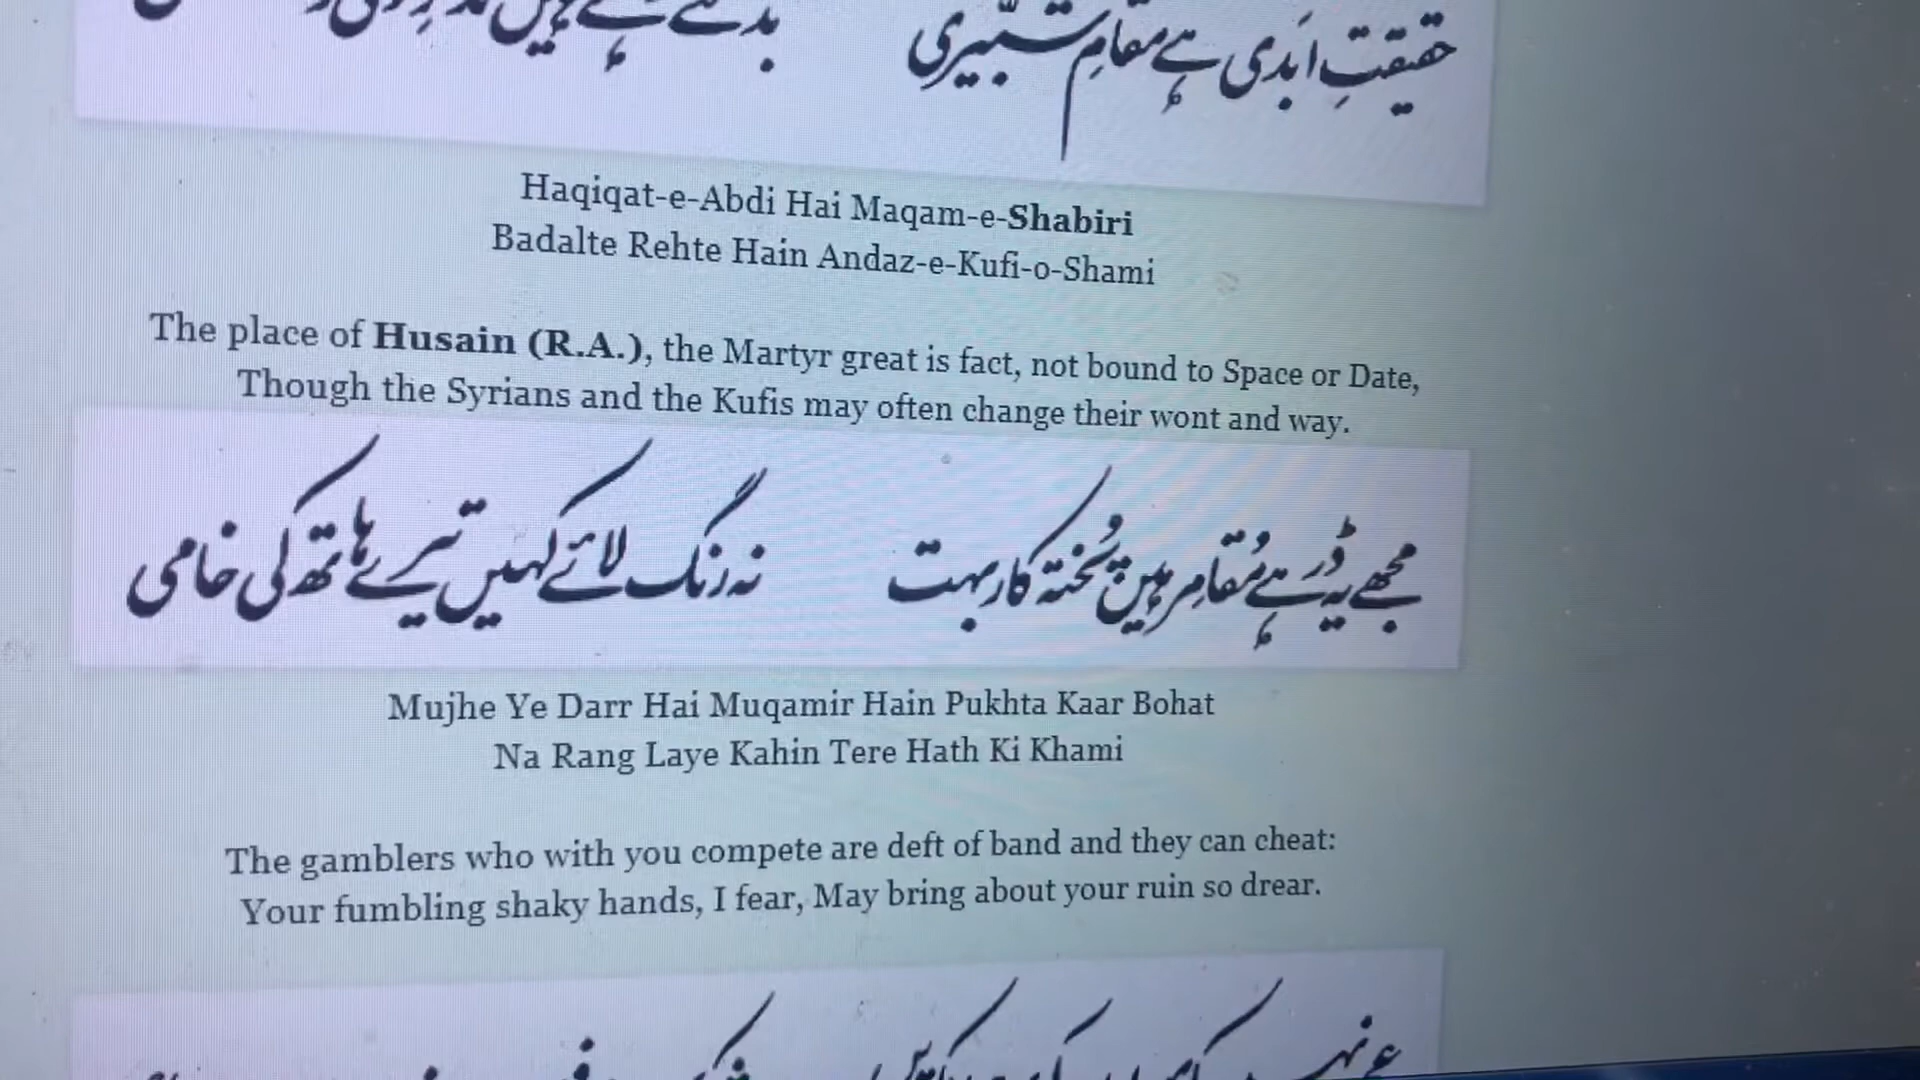 حقیقتِ اَبَدی ہے مقامِ شبّیری
Haqiqat-e-Abdi Hai Maqam-e-Shabiri
Badalte Rehte Hain Andaz-e-Kufi-o-Shami
The place of Husain (R.A.), the Martyr great is fact, not bound to Space or Date,
Though the Syrians and the Kufis may often change their wont and way.
مجھے یہ ڈر ہے مُقامِر ہیں پُختہ کار بہت نہ رنگ لائے کہیں تیرے ہاتھ کی خامی
Mujhe Ye Darr Hai Muqamir Hain Pukhta Kaar Bohat
Na Rang Laye Kahin Tere Hath Ki Khami
The gamblers who with you compete are deft of band and they can cheat:
Your fumbling shaky hands, I fear, May bring about your ruin so drear.